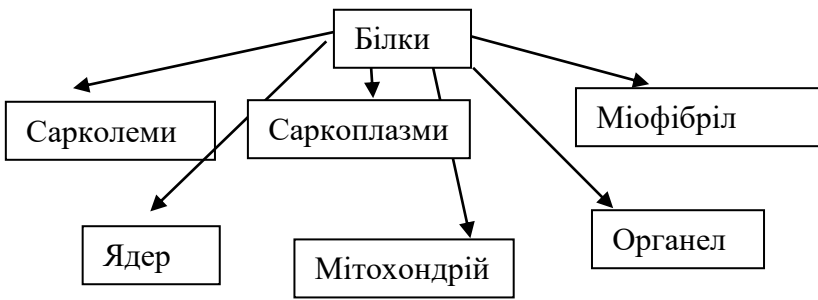 Білки
Сарколеми
Саркоплазми
Міофібріл
Ядер
Мітохондрій
Органел